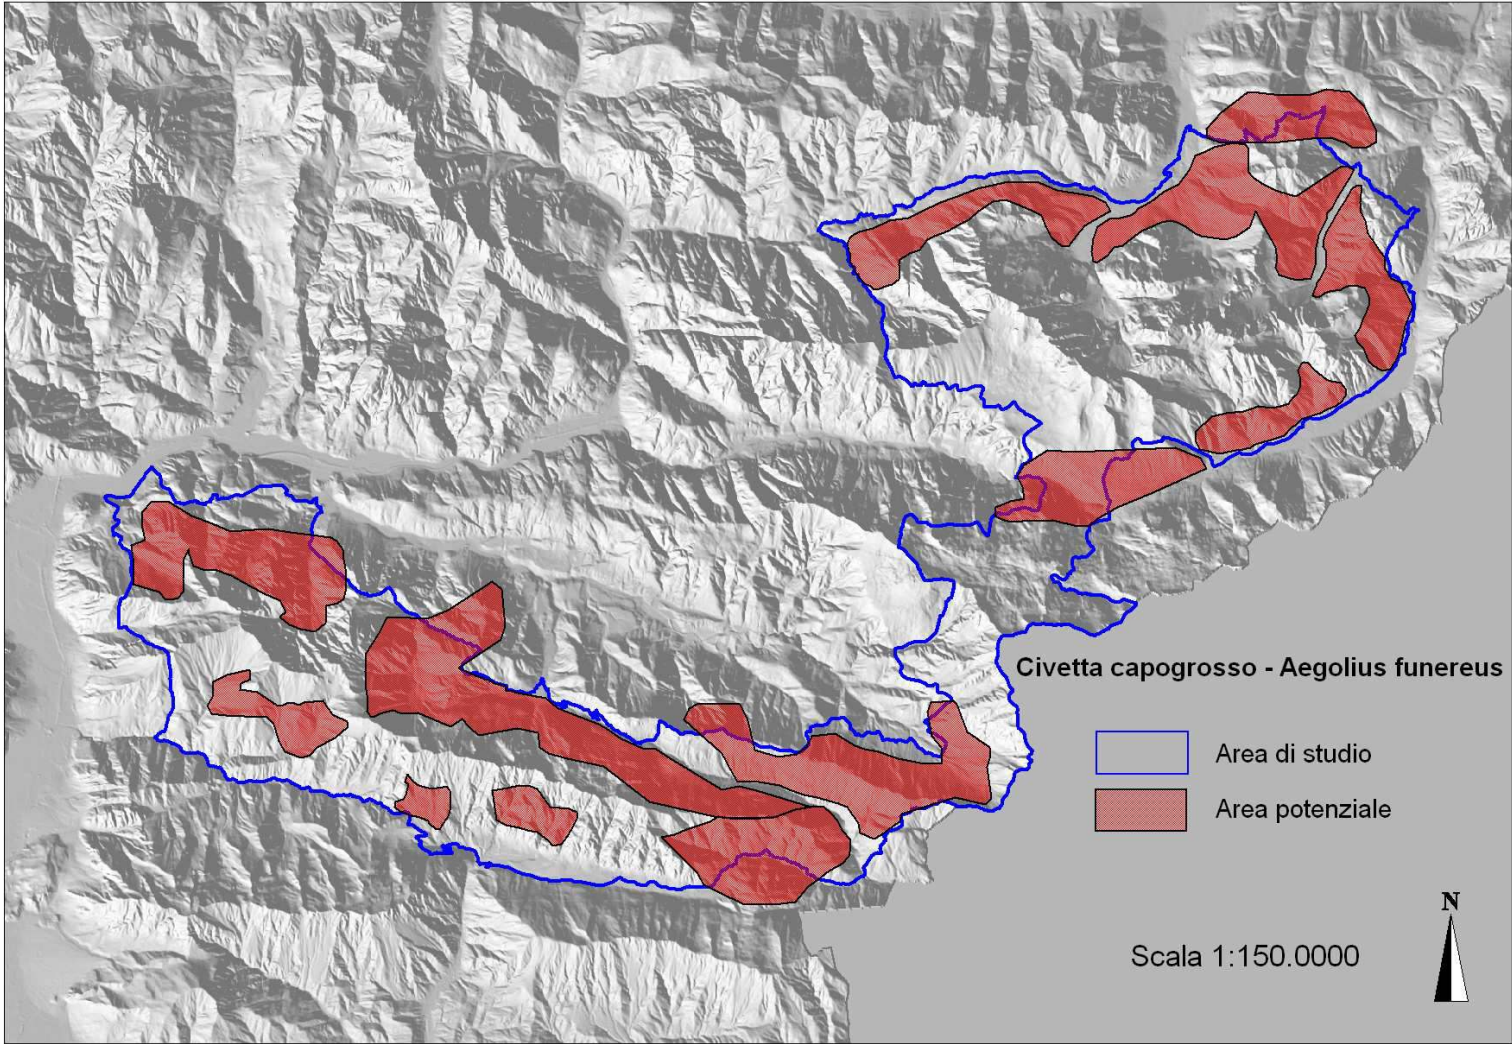 Civetta capogrosso - Aegolius funereus
Area di studio
Area potenziale
N
Scala 1:150.0000